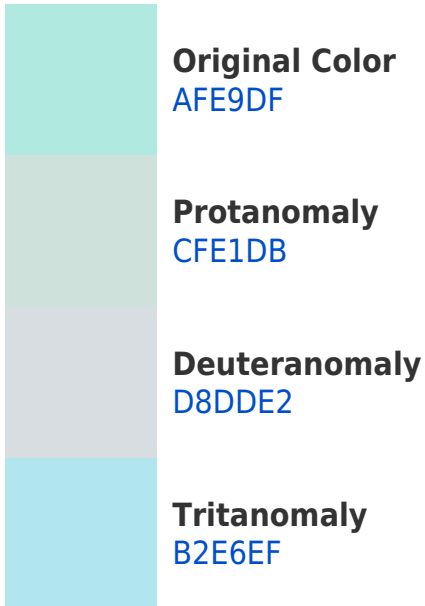 Original Color
AFE9DF
Protanomaly
CFE1DB
Deuteranomaly
D8DDE2
Tritanomaly
B2E6EF